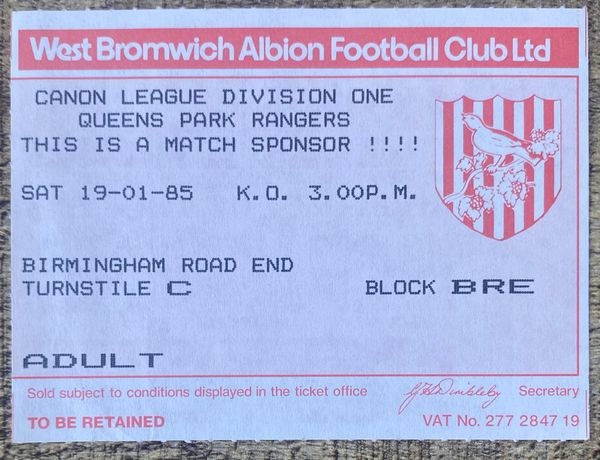 West Bromwich Albion Football Club Ltd
CANON LEAGUE DIVISION ONE
QUEENS PARK RANGERS
THIS IS A MATCH SPONSOR !!!!
SAT 19-01-85 K.O. 3.00P.M.
BIRMINGHAM ROAD END
TURNSTILE C BLOCK BRE
ADULT
Sold subject to conditions displayed in the ticket office Secretary
TO BE RETAINED VAT No. 277 2847 19